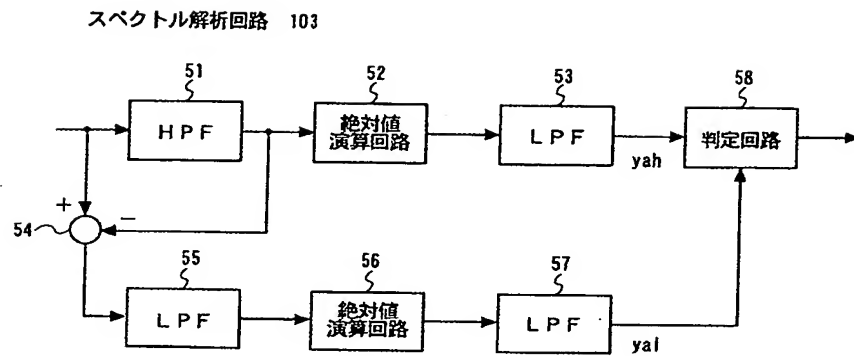 スペクトル解析回路 103
51
HPF
52
絶対値
演算回路
53
LPF
yah
58
判定回路
+
−
54
55
LPF
56
絶対値
演算回路
57
LPF
yal